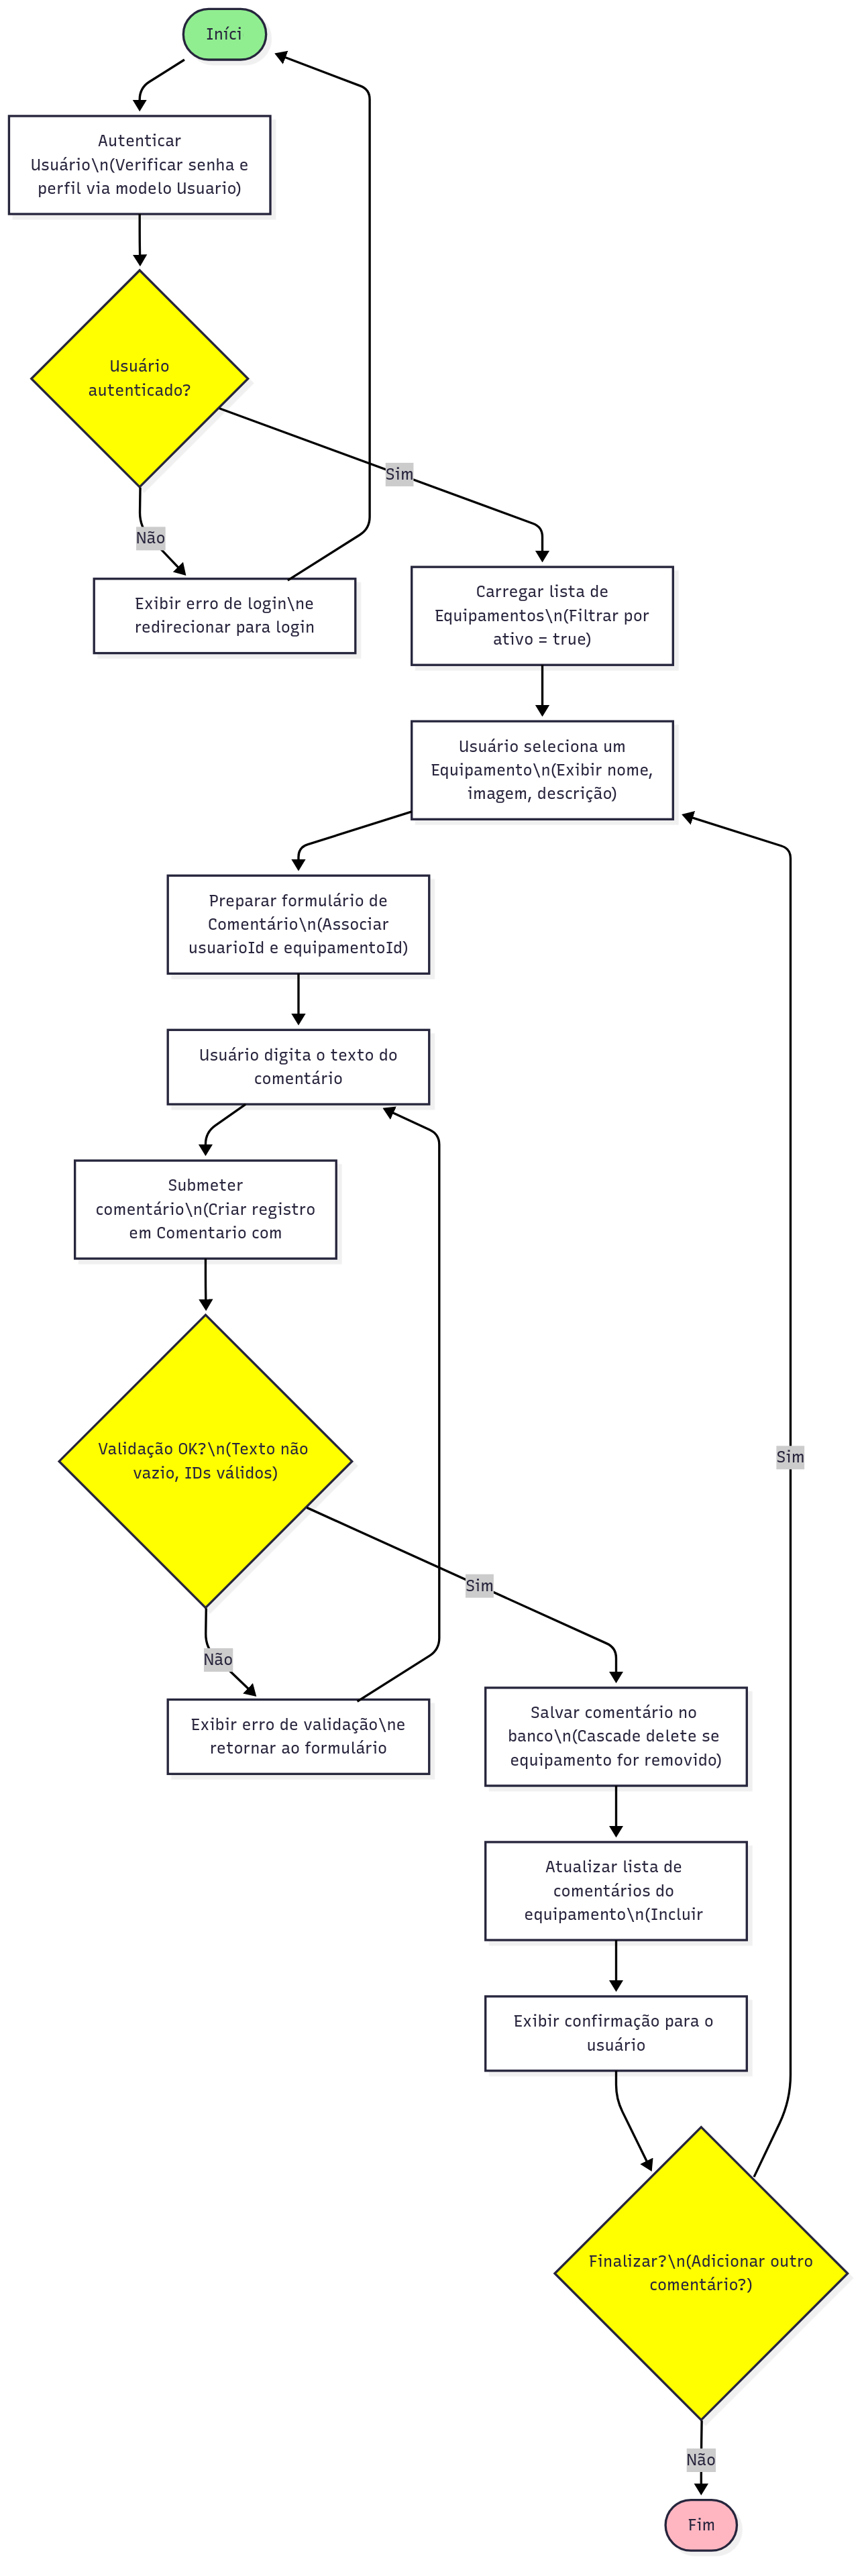 Iníci
Autenticar
Usuário\n(Verificar senha e
perfil via modelo Usuario)
Usuário
autenticado?
Sim
Não
Exibir erro de login\ne
redirecionar para login
Carregar lista de
Equipamentos\n(Filtrar por
ativo = true)
Usuário seleciona um
Equipamento\n(Exibir nome,
imagem, descrição)
Preparar formulário de
Comentário\n(Associar
usuarioId e equipamentoId)
Usuário digita o texto do
comentário
Submeter
comentário\n(Criar registro
em Comentario com
Validação OK?\n(Texto não
vazio, IDs válidos)
Sim
Sim
Não
Exibir erro de validação\ne
retornar ao formulário
Salvar comentário no
banco\n(Cascade delete se
equipamento for removido)
Atualizar lista de
comentários do
equipamento\n(Incluir
Exibir confirmação para o
usuário
Finalizar?\n(Adicionar outro
comentário?)
Não
Fim